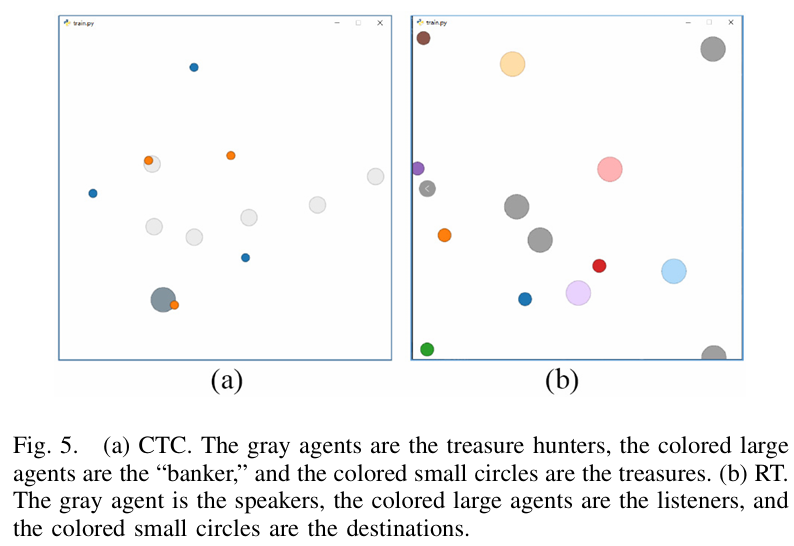 train.py
train.py
(a)
(b)
Fig. 5. (a) CTC. The gray agents are the treasure hunters, the colored large
agents are the “banker,” and the colored small circles are the treasures. (b) RT.
The gray agent is the speakers, the colored large agents are the listeners, and
the colored small circles are the destinations.